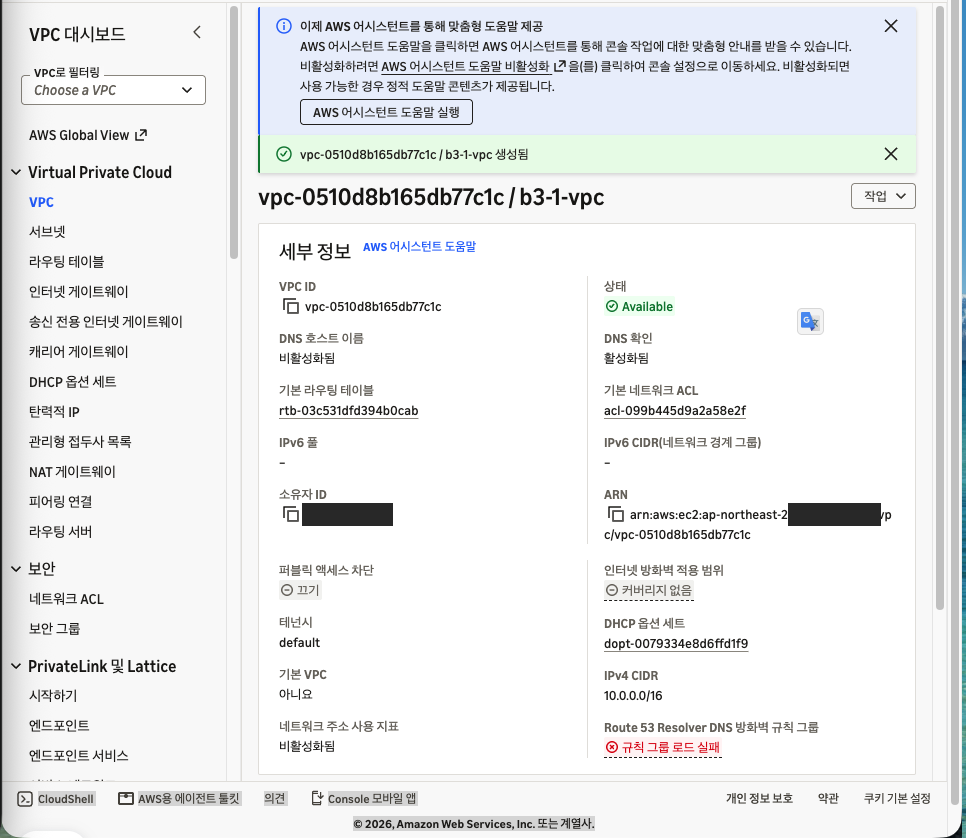 VPC 대시보드
VPC로 필터링
Choose a VPC
AWS Global View
Virtual Private Cloud
VPC
서브넷
라우팅 테이블
인터넷 게이트웨이
송신 전용 인터넷 게이트웨이
캐리어 게이트웨이
DHCP 옵션 세트
탄력적 IP
관리형 접두사 목록
NAT 게이트웨이
피어링 연결
라우팅 서버
보안
네트워크 ACL
보안 그룹
PrivateLink 및 Lattice
시작하기
엔드포인트
엔드포인트 서비스
이제 AWS 어시스턴트를 통해 맞춤형 도움말 제공
AWS 어시스턴트 도움말을 클릭하면 AWS 어시스턴트를 통해 콘솔 작업에 대한 맞춤형 안내를 받을 수 있습니다.
비활성화하려면 AWS 어시스턴트 도움말 비활성화 을(를) 클릭하여 콘솔 설정으로 이동하세요. 비활성화되면
사용 가능한 경우 정적 도움말 콘텐츠가 제공됩니다.
AWS 어시스턴트 도움말 실행
vpc-0510d8b165db77c1c / b3-1-vpc 생성됨
vpc-0510d8b165db77c1c / b3-1-vpc
작업
세부 정보 AWS 어시스턴트 도움말
VPC ID
vpc-0510d8b165db77c1c
상태
Available
DNS 호스트 이름
비활성화됨
DNS 확인
활성화됨
기본 라우팅 테이블
rtb-03c531dfd394b0cab
기본 네트워크 ACL
acl-099b445d9a2a58e2f
IPv6 풀
–
IPv6 CIDR(네트워크 경계 그룹)
–
소유자 ID
ARN
arn:aws:ec2:ap-northeast-2 vp
c/vpc-0510d8b165db77c1c
퍼블릭 액세스 차단
끄기
인터넷 방화벽 적용 범위
커버리지 없음
테넌시
default
DHCP 옵션 세트
dopt-0079334e8d6ffd1f9
기본 VPC
아니요
IPv4 CIDR
10.0.0.0/16
네트워크 주소 사용 지표
비활성화됨
Route 53 Resolver DNS 방화벽 규칙 그룹
규칙 그룹 로드 실패
CloudShell
AWS용 에이전트 툴킷
의견
Console 모바일 앱
개인 정보 보호
약관
쿠키 기본 설정
© 2026, Amazon Web Services, Inc. 또는 계열사.